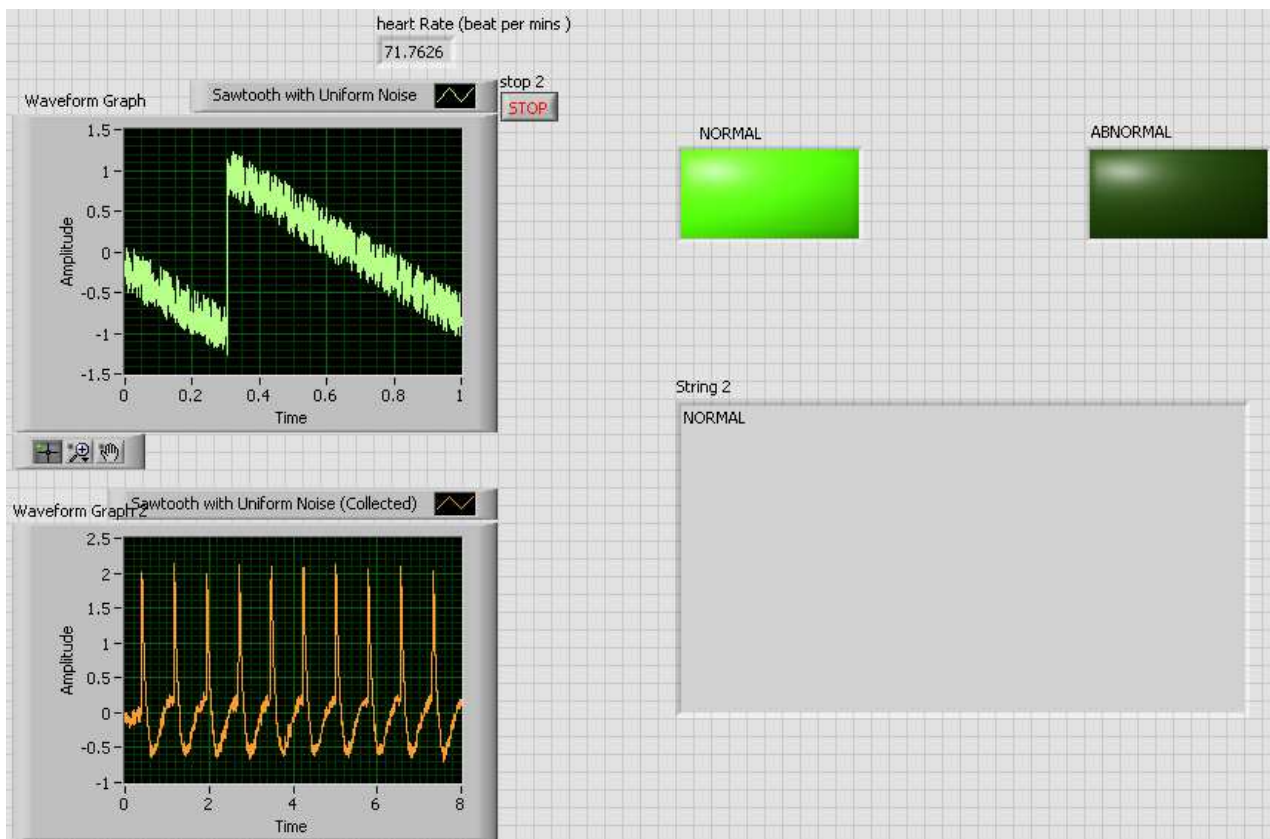 heart Rate (beat per mins )
71.7626
stop 2
STOP
Waveform Graph
Sawtooth with Uniform Noise
1.5
1
0.5
0
-0.5
-1
-1.5
Amplitude
0 0.2 0.4 0.6 0.8 1
Time
NORMAL
ABNORMAL
String 2
NORMAL
Waveform Graph 2
Sawtooth with Uniform Noise (Collected)
2.5
2
1.5
1
0.5
0
-0.5
-1
Amplitude
0 2 4 6 8
Time